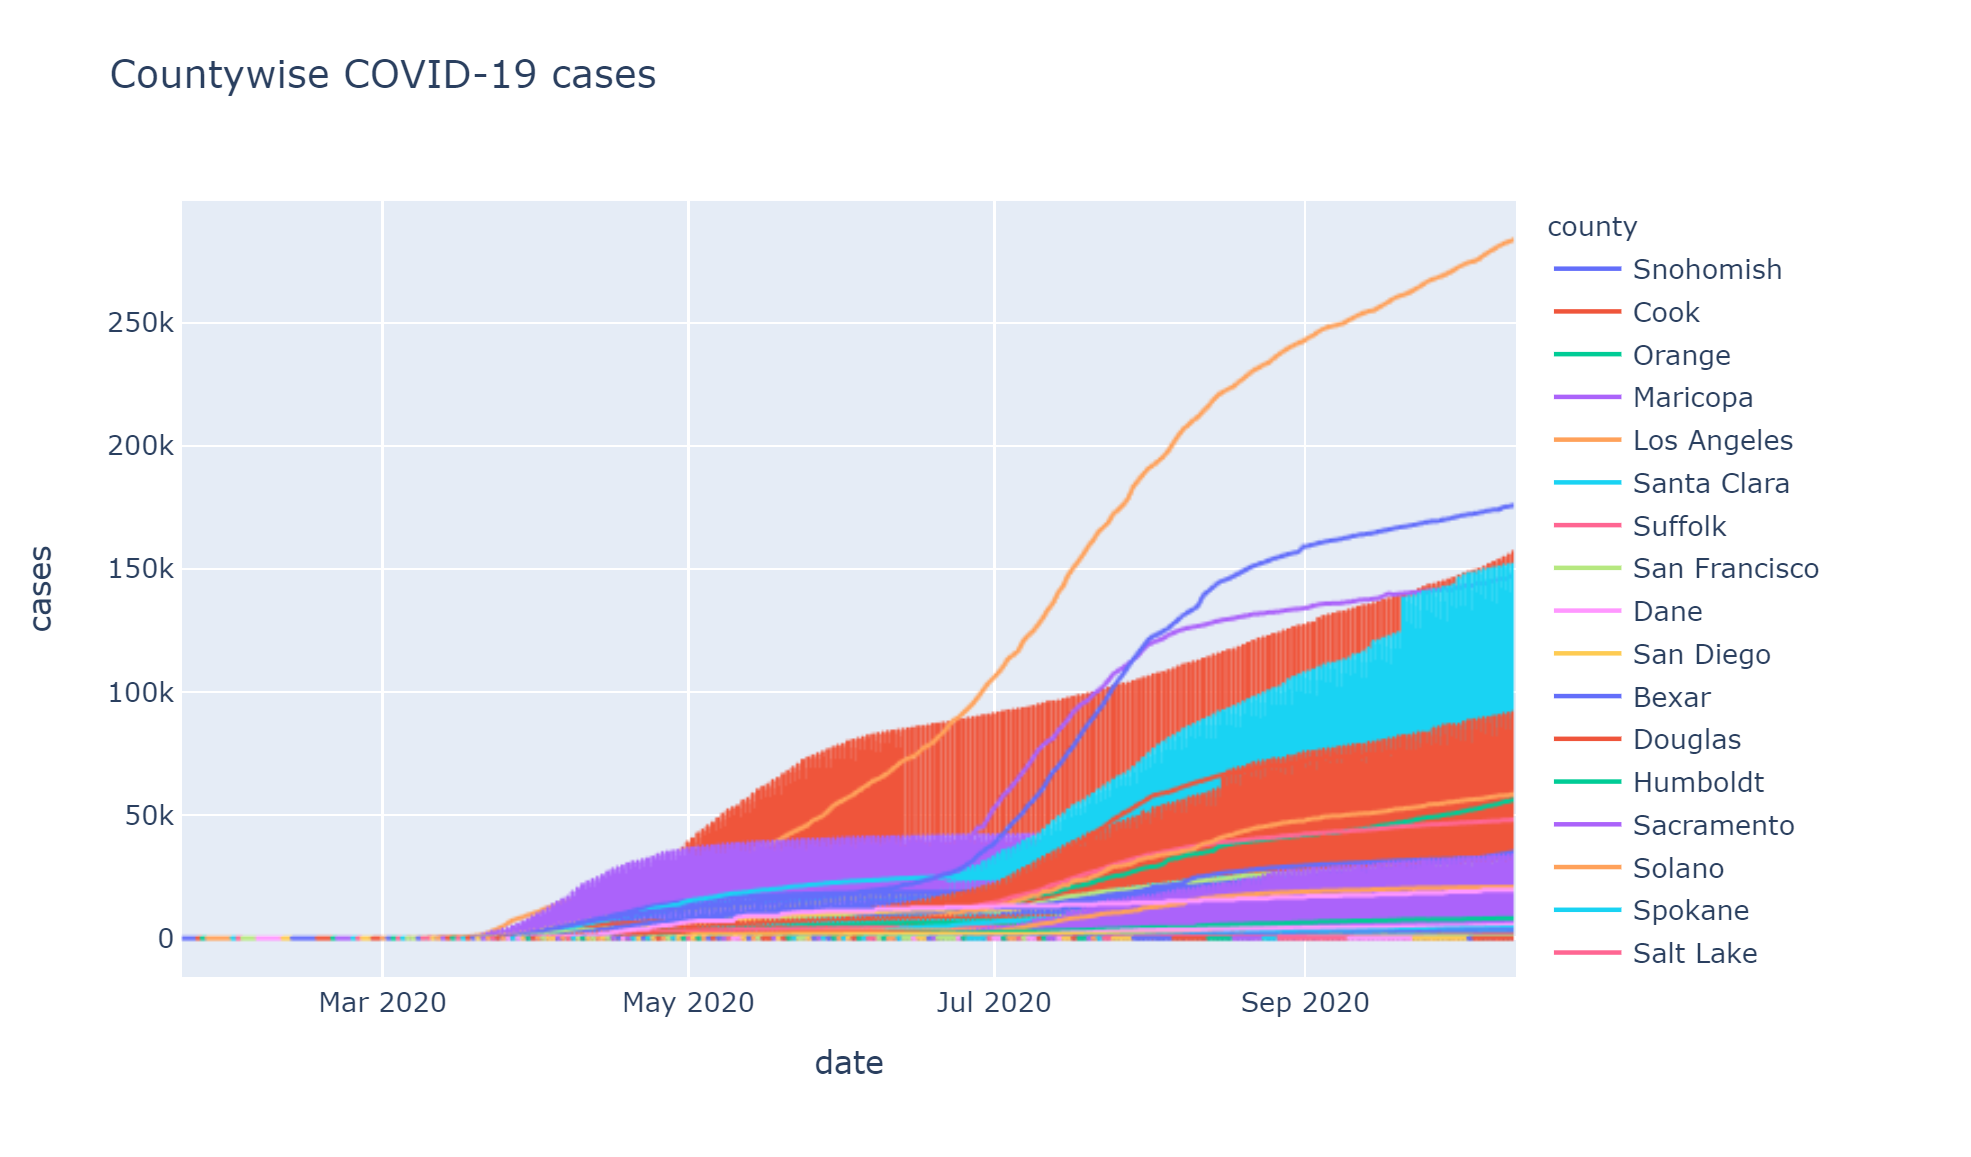 Countywise COVID-19 cases
county
Snohomish
Cook
Orange
Maricopa
Los Angeles
Santa Clara
Suffolk
San Francisco
Dane
San Diego
Bexar
Douglas
Humboldt
Sacramento
Solano
Spokane
Salt Lake
250k
200k
150k
100k
50k
0
cases
Mar 2020
May 2020
Jul 2020
Sep 2020
date